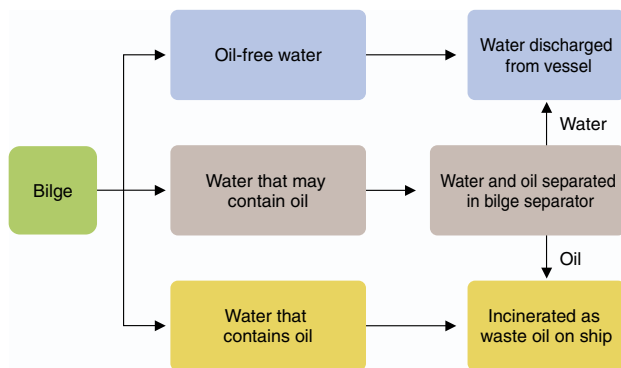 Oil-free water
Water discharged
from vessel
Water
Bilge
Water that may
contain oil
Water and oil separated
in bilge separator
Oil
Water that
contains oil
Incinerated as
waste oil on ship